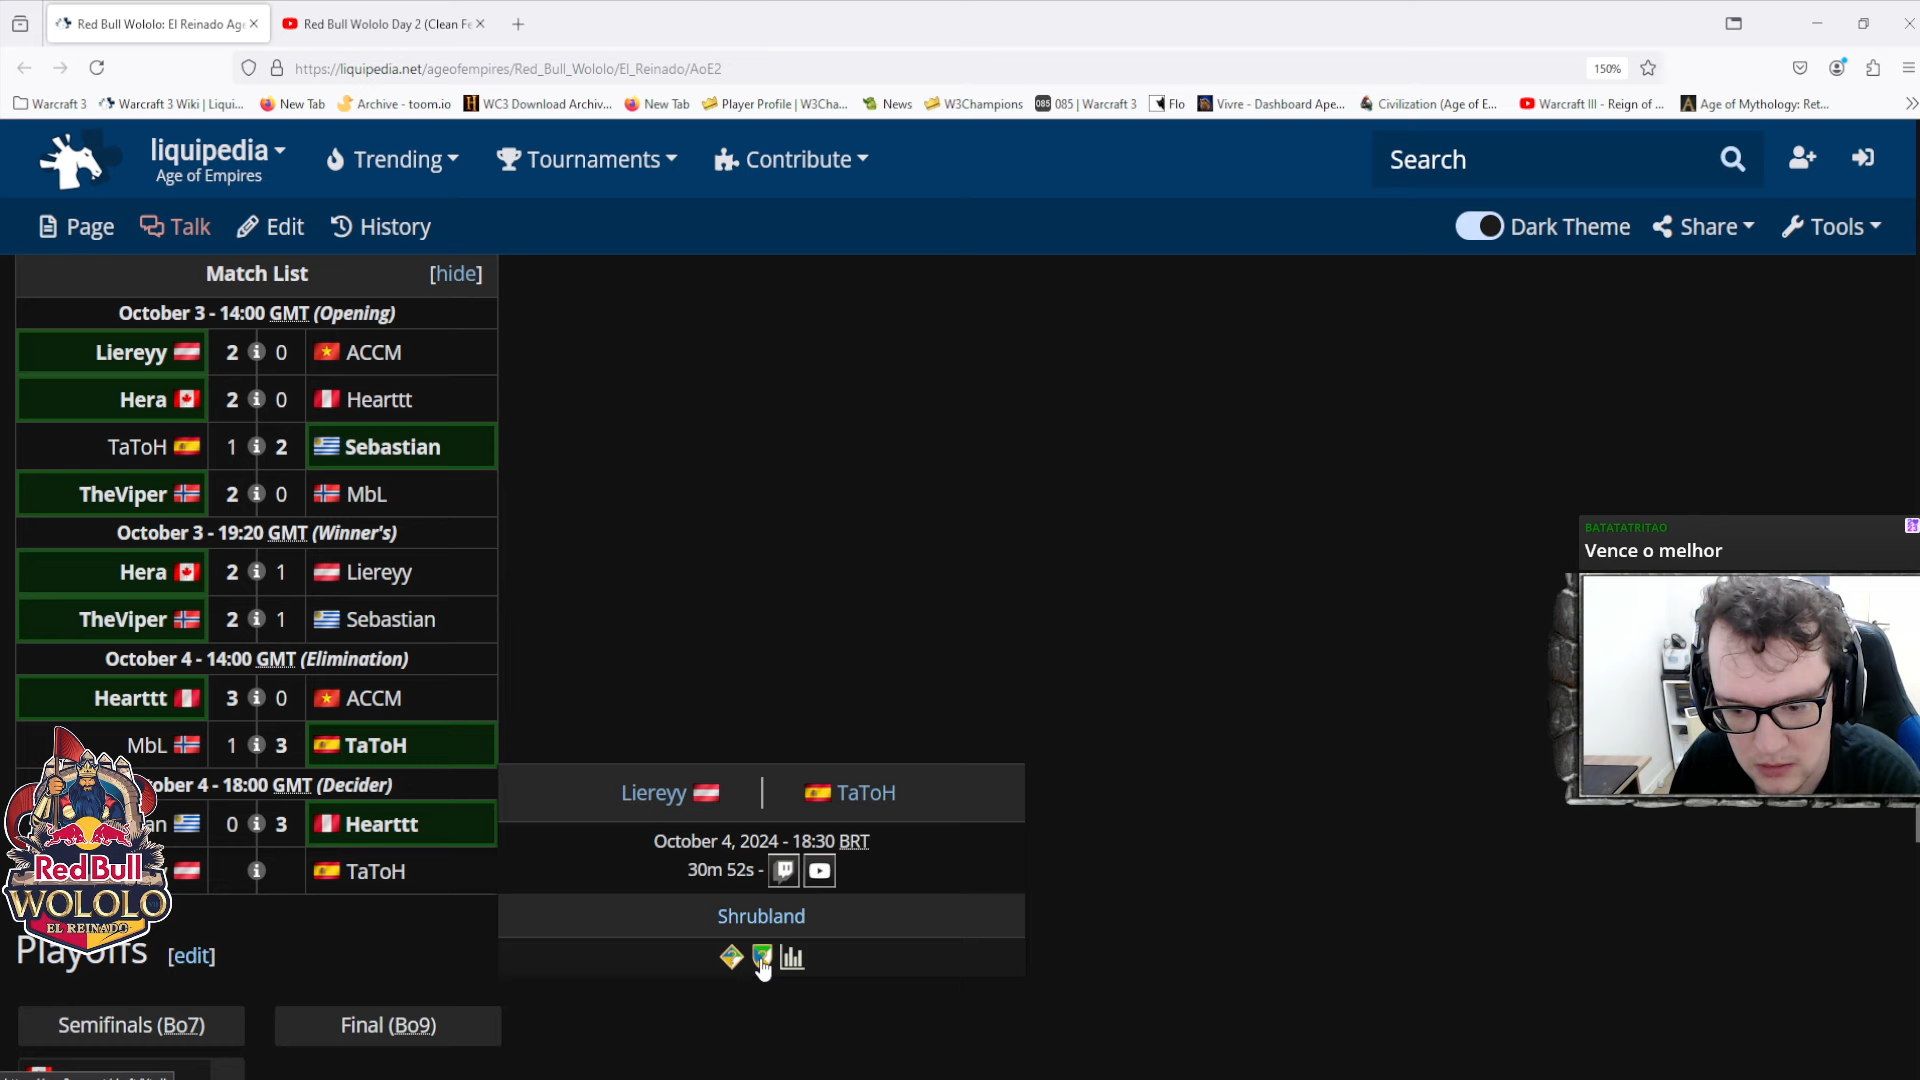 Red Bull Wololo: El Reinado Ag
Red Bull Wololo Day 2 (Clean Fe
https://liquipedia.net/ageofempires/Red_Bull_Wololo/El_Reinado/AoE2
150%
Warcraft 3
Warcraft 3 Wiki | Liqui...
New Tab
Archive - toom.io
WC3 Download Archiv...
New Tab
Player Profile | W3Cha...
News
W3Champions
085 085 | Warcraft 3
Flo
Vivre - Dashboard Ape...
Civilization (Age of E...
Warcraft III - Reign of ...
Age of Mythology: Ret...
liquipedia
Age of Empires
Trending
Tournaments
Contribute
Search
Page
Talk
Edit
History
Dark Theme
Share
Tools
Match List [hide]
October 3 - 14:00 GMT (Opening)
Liereyy 2 0 ACCM
Hera 2 0 Hearttt
TaToH 1 2 Sebastian
TheViper 2 0 MbL
October 3 - 19:20 GMT (Winner's)
Hera 2 1 Liereyy
TheViper 2 1 Sebastian
October 4 - 14:00 GMT (Elimination)
Hearttt 3 0 ACCM
MbL 1 3 TaToH
ober 4 - 18:00 GMT (Decider)
an 0 3 Hearttt
TaToH
Liereyy TaToH
October 4, 2024 - 18:30 BRT
30m 52s -
Shrubland
Red Bull
WOLOLO
EL REINADO
Playoffs [edit]
Semifinals (Bo7)
Final (Bo9)
BATATATRITAO
Vence o melhor